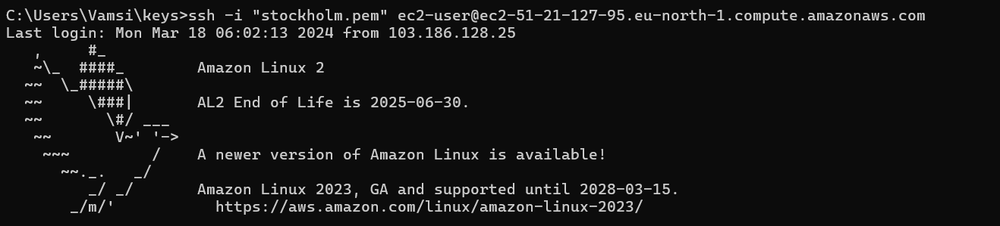 C:\Users\Vamsi\keys>ssh -i "stockholm.pem" ec2-user@ec2-51-21-127-95.eu-north-1.compute.amazonaws.com
Last login: Mon Mar 18 06:02:13 2024 from 103.186.128.25
   ,     #_
   ~\_  ####_        Amazon Linux 2
  ~~  \_#####\
  ~~     \###|       AL2 End of Life is 2025-06-30.
  ~~       \#/ ___
   ~~       V~' '->
    ~~~         /    A newer version of Amazon Linux is available!
      ~~._.   _/
         _/ _/       Amazon Linux 2023, GA and supported until 2028-03-15.
       _/m/'           https://aws.amazon.com/linux/amazon-linux-2023/